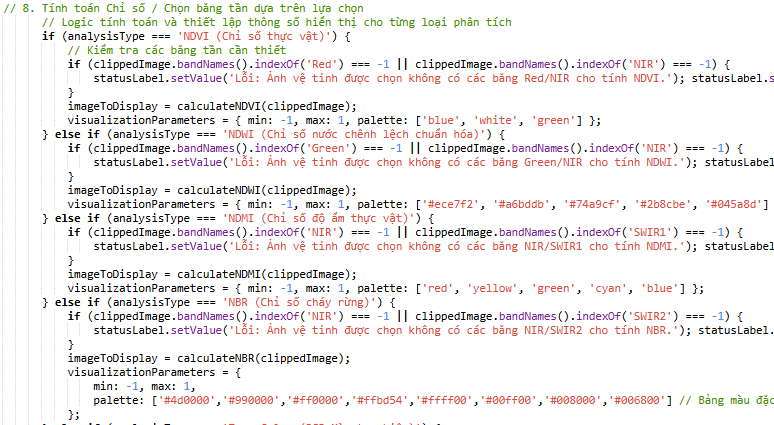 // 8. Tính toán Chỉ số / Chọn băng tần dựa trên lựa chọn
// Logic tính toán và thiết lập thông số hiển thị cho từng loại phân tích
if (analysisType === 'NDVI (Chỉ số thực vật)') {
// Kiểm tra các băng tần cần thiết
if (clippedImage.bandNames().indexOf('Red') === -1 || clippedImage.bandNames().indexOf('NIR') === -1) {
statusLabel.setValue('Lỗi: Ảnh vệ tinh được chọn không có các băng Red/NIR cho tính NDVI.'); statusLabel.s
}
imageToDisplay = calculateNDVI(clippedImage);
visualizationParameters = { min: -1, max: 1, palette: ['blue', 'white', 'green'] };
} else if (analysisType === 'NDWI (Chỉ số nước chênh lệch chuẩn hóa)') {
if (clippedImage.bandNames().indexOf('Green') === -1 || clippedImage.bandNames().indexOf('NIR') === -1) {
statusLabel.setValue('Lỗi: Ảnh vệ tinh được chọn không có các băng Green/NIR cho tính NDWI.'); statusLabel
}
imageToDisplay = calculateNDWI(clippedImage);
visualizationParameters = { min: -1, max: 1, palette: ['#ece7f2', '#a6bddb', '#74a9cf', '#2b8cbe', '#045a8d']
} else if (analysisType === 'NDMI (Chỉ số độ ẩm thực vật)') {
if (clippedImage.bandNames().indexOf('NIR') === -1 || clippedImage.bandNames().indexOf('SWIR1') === -1) {
statusLabel.setValue('Lỗi: Ảnh vệ tinh được chọn không có các băng NIR/SWIR1 cho tính NDMI.'); statusLabel
}
imageToDisplay = calculateNDMI(clippedImage);
visualizationParameters = { min: -1, max: 1, palette: ['red', 'yellow', 'green', 'cyan', 'blue'] };
} else if (analysisType === 'NBR (Chỉ số cháy rừng)') {
if (clippedImage.bandNames().indexOf('NIR') === -1 || clippedImage.bandNames().indexOf('SWIR2') === -1) {
statusLabel.setValue('Lỗi: Ảnh vệ tinh được chọn không có các băng NIR/SWIR2 cho tính NBR.'); statusLabel.
}
imageToDisplay = calculateNBR(clippedImage);
visualizationParameters = {
min: -1, max: 1,
palette: ['#4d0000','#990000','#ff0000','#ffbd54','#ffff00','#00ff00','#008000','#006800'] // Bảng màu đặc
};